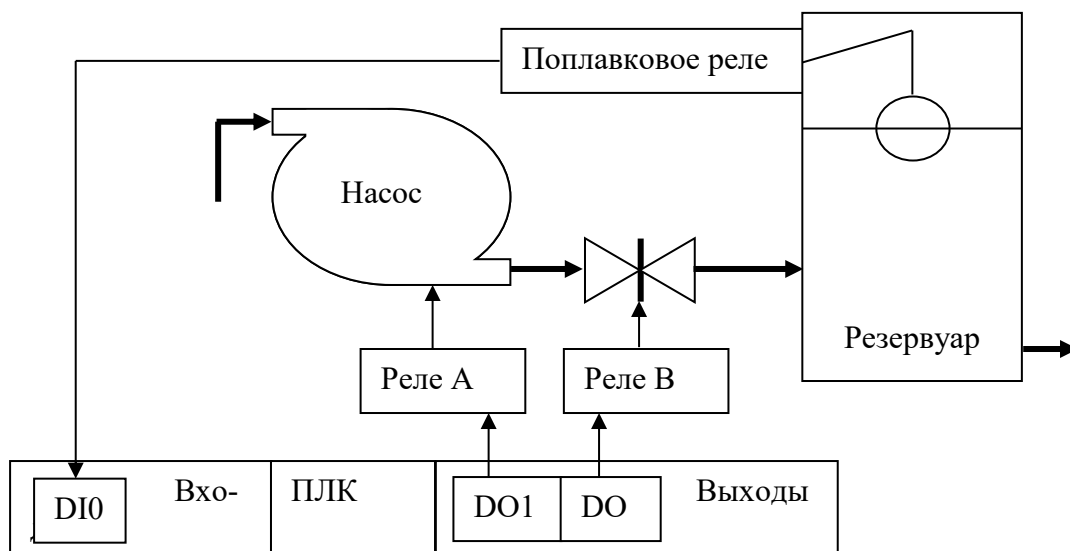 Поплавковое реле
Насос
Резервуар
Реле А
Реле В
DI0
Вхо-
ПЛК
DO1
DO
Выходы